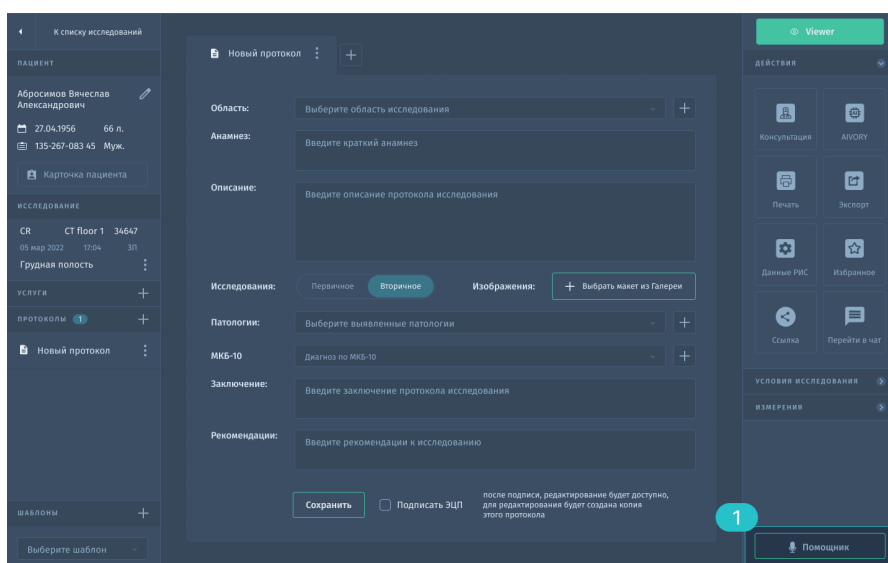 К списку исследований
ПАЦИЕНТ
Абросимов Вячеслав
Александрович
27.04.1956 66 л.
135-267-083 45 Муж.
Карточка пациента
ИССЛЕДОВАНИЕ
CR CT floor 1 34647
05 мар 2022 17:04 ЗП
Грудная полость
УСЛУГИ
ПРОТОКОЛЫ 1
Новый протокол
ШАБЛОНЫ
Выберите шаблон
Новый протокол
Область: Выберите область исследования
Анамнез: Введите краткий анамнез
Описание: Введите описание протокола исследования
Исследования: Первичное Вторичное Изображения: Выбрать макет из Галереи
Патологии: Выберите выявленные патологии
МКБ-10 Диагноз по МКБ-10
Заключение: Введите заключение протокола исследования
Рекомендации: Введите рекомендации к исследованию
Сохранить Подписать ЭЦП
после подписи, редактирование будет доступно,
для редактирования будет создана копия
этого протокола
Viewer
ДЕЙСТВИЯ
Консультация AIVORY
Печать Экспорт
Данные РИС Избранное
Ссылка Перейти в чат
УСЛОВИЯ ИССЛЕДОВАНИЯ
ИЗМЕРЕНИЯ
1
Помощник